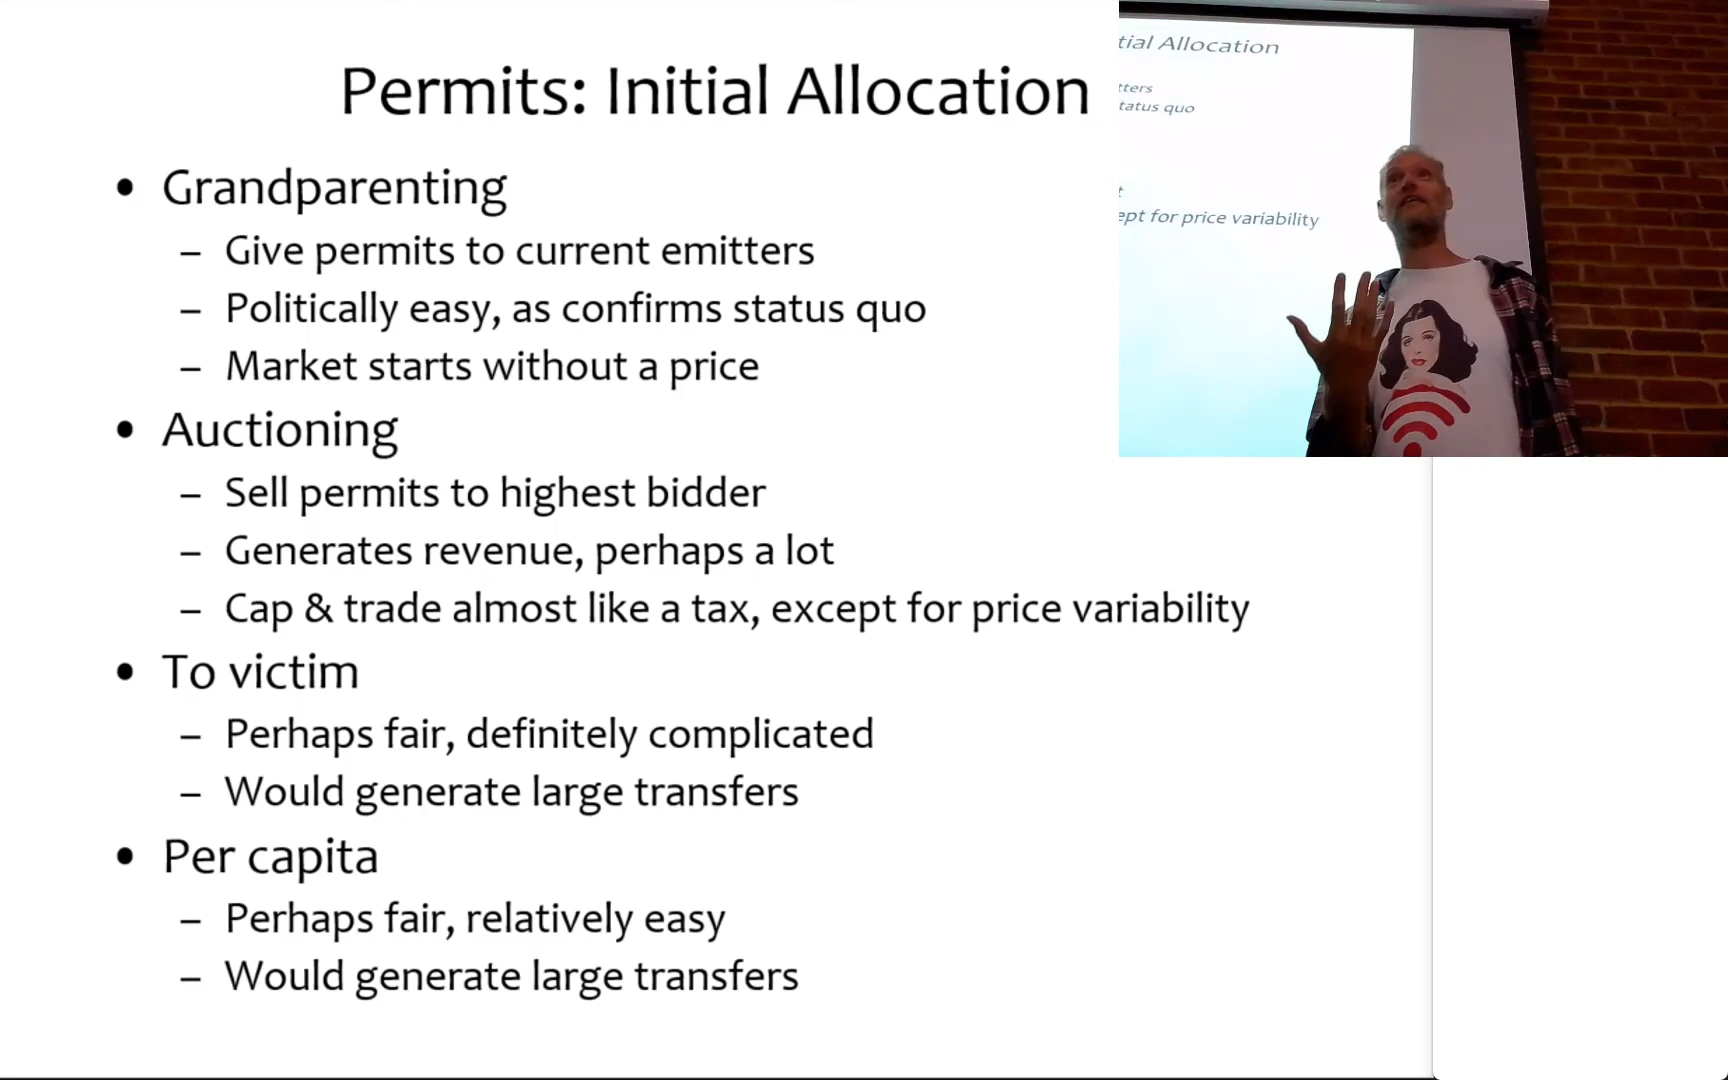 Permits: Initial Allocation
• Grandparenting
– Give permits to current emitters
– Politically easy, as confirms status quo
– Market starts without a price
• Auctioning
– Sell permits to highest bidder
– Generates revenue, perhaps a lot
– Cap & trade almost like a tax, except for price variability
• To victim
– Perhaps fair, definitely complicated
– Would generate large transfers
• Per capita
– Perhaps fair, relatively easy
– Would generate large transfers
tial Allocation
tters
tatus quo
t
ept for price variability